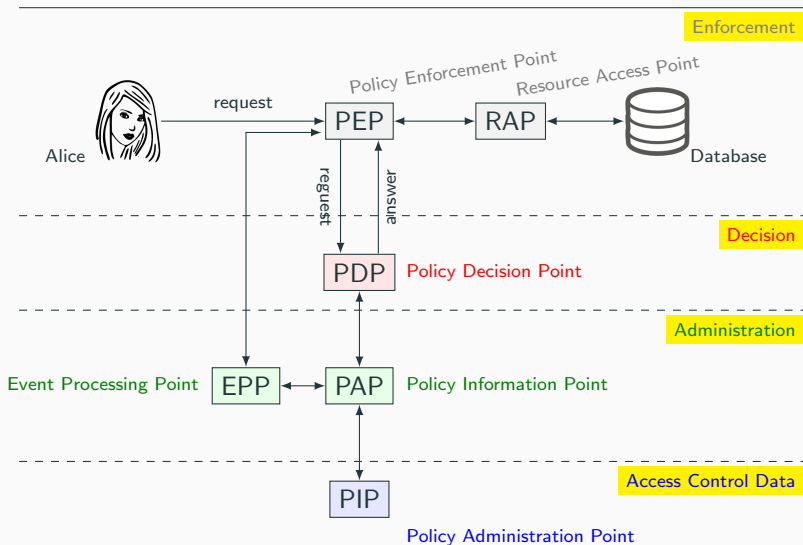 Enforcement
Policy Enforcement Point
Resource Access Point
request
PEP
RAP
Alice
Database
reguest
answer
Decision
PDP
Policy Decision Point
Administration
Event Processing Point
EPP
PAP
Policy Information Point
Access Control Data
PIP
Policy Administration Point